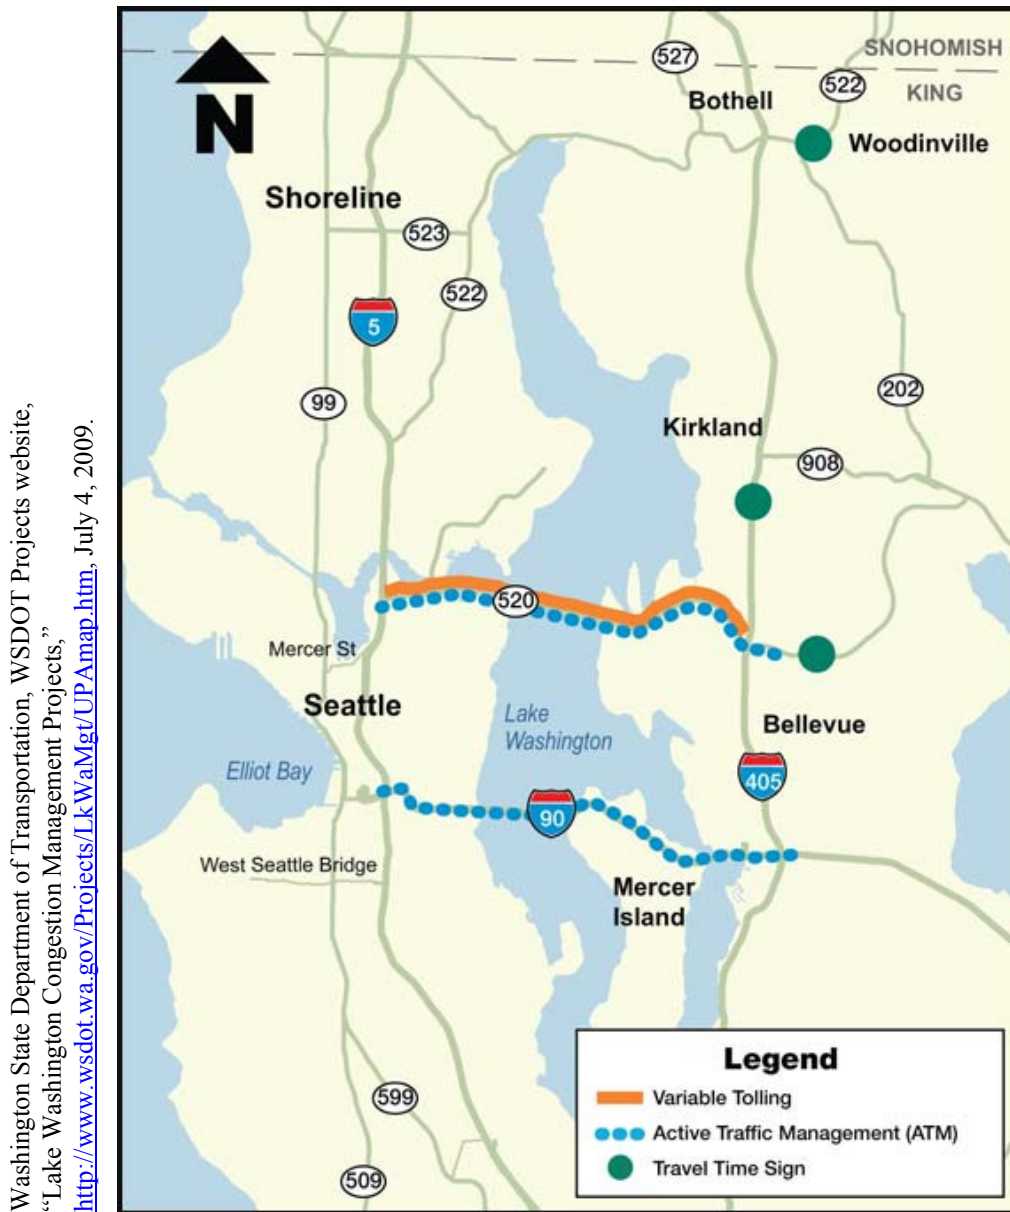 Washington State Department of Transportation, WSDOT Projects website,
“Lake Washington Congestion Management Projects,”
http://www.wsdot.wa.gov/Projects/LkWaMgt/UPAmap.htm, July 4, 2009.
SNOHOMISH
KING
527
522
Bothell
Woodinville
N
Shoreline
523
522
5
99
202
Kirkland
908
520
Mercer St
Seattle
Lake
Washington
Bellevue
Elliot Bay
405
90
West Seattle Bridge
Mercer
Island
599
509
Legend
Variable Tolling
Active Traffic Management (ATM)
Travel Time Sign